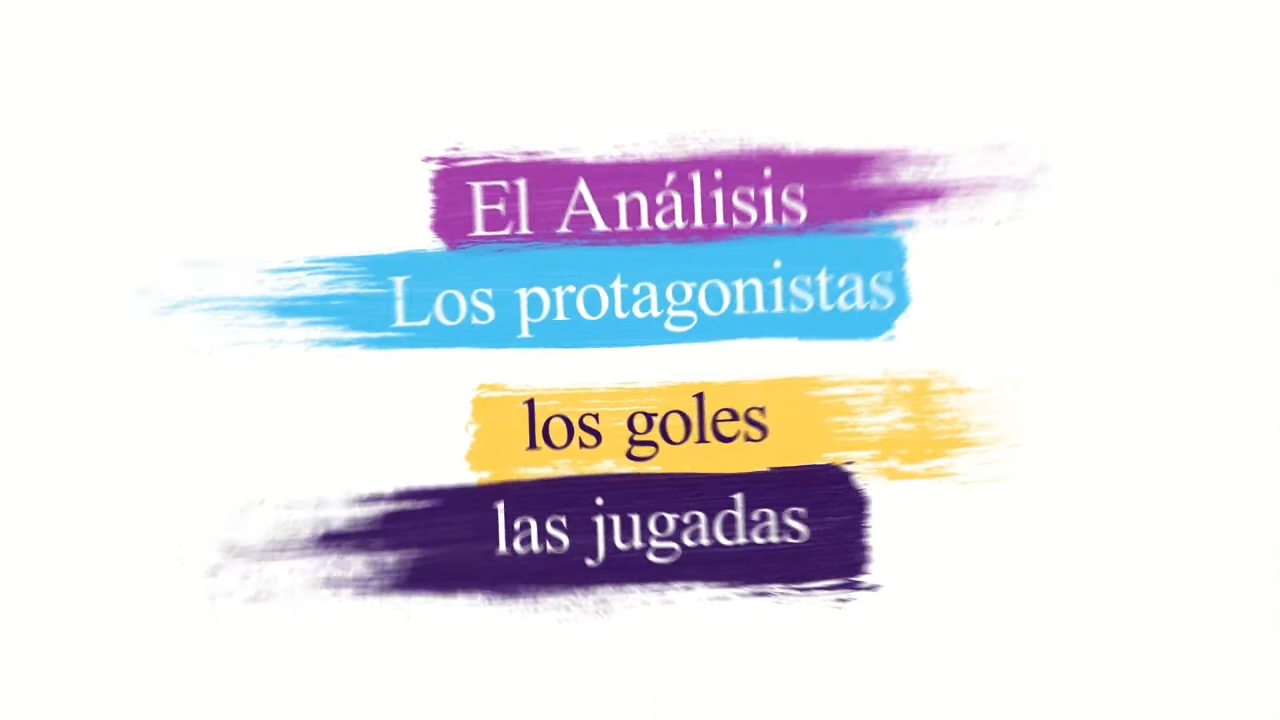 El Análisis
Los protagonistas
los goles
las jugadas